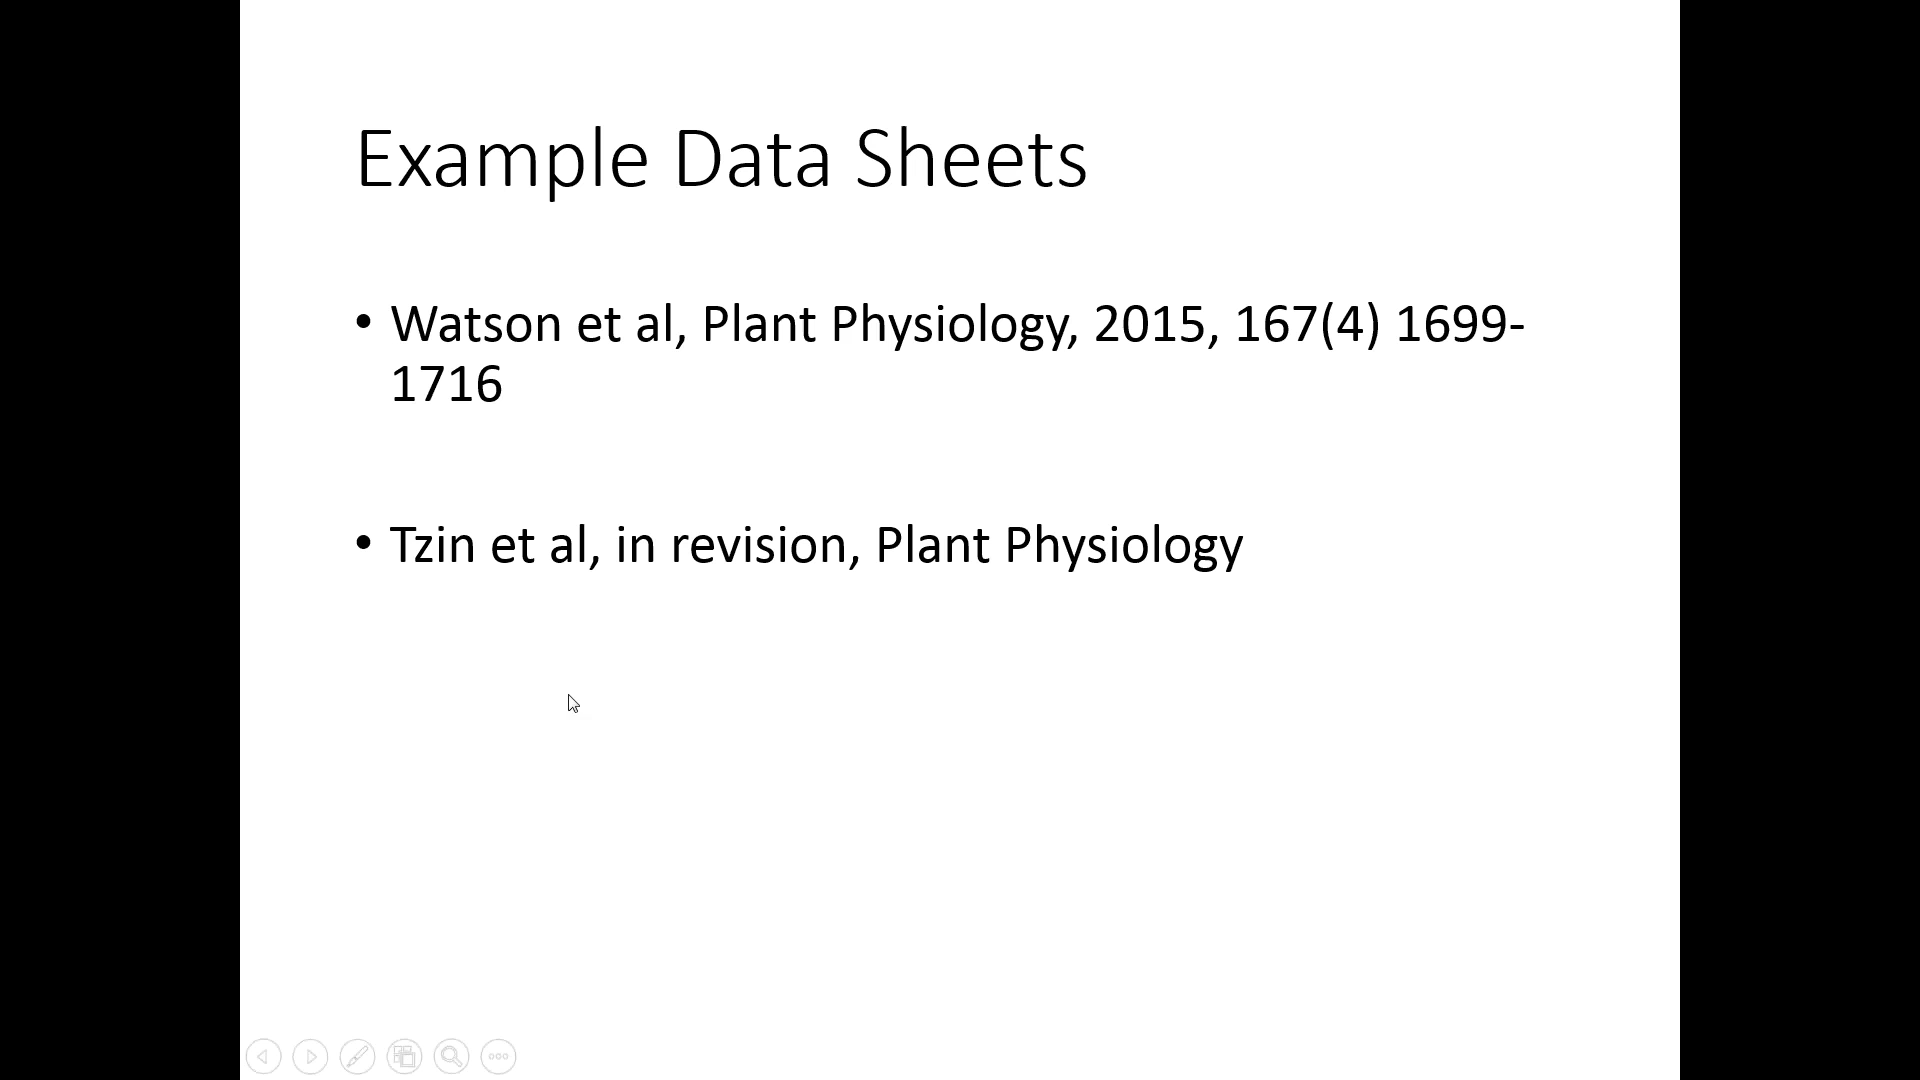 Example Data Sheets
• Watson et al, Plant Physiology, 2015, 167(4) 1699-
1716
• Tzin et al, in revision, Plant Physiology